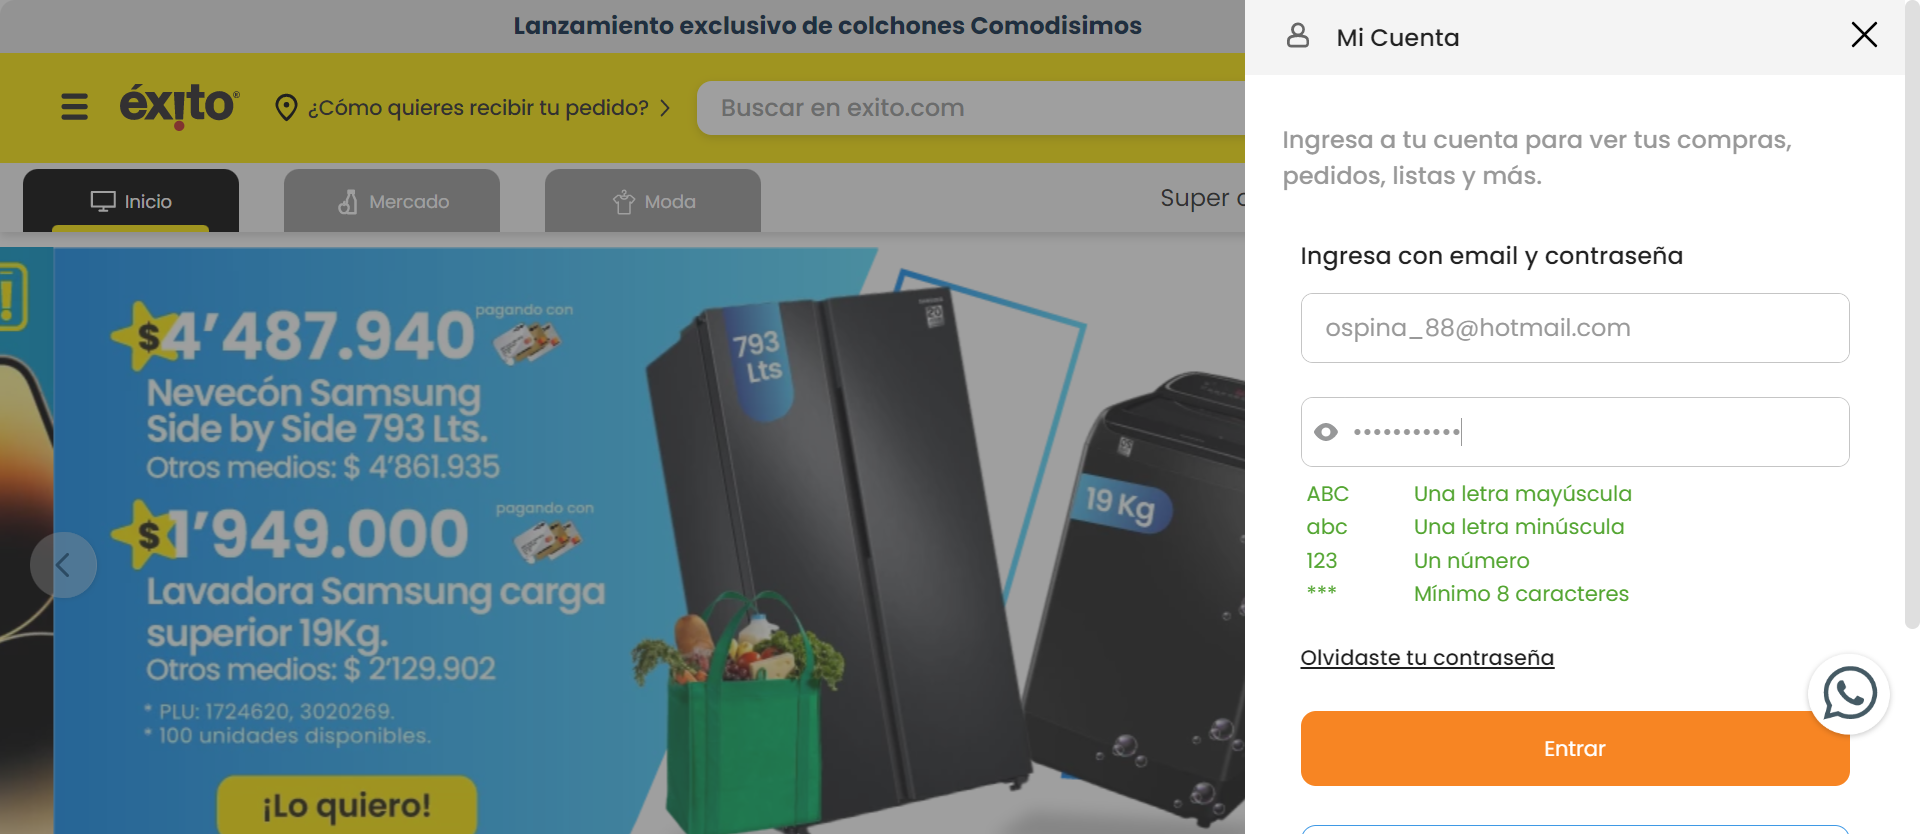 Lanzamiento exclusivo de colchones Comodisimos
éxito
¿Cómo quieres recibir tu pedido?
Buscar en exito.com
Inicio
Mercado
Moda
Super
$4'487.940
pagando con
Nevecón Samsung
Side by Side 793 Lts.
Otros medios: $ 4'861.935
$1'949.000
pagando con
Lavadora Samsung carga
superior 19Kg.
Otros medios: $ 2'129.902
* PLU: 1724620, 3020269.
* 100 unidades disponibles.
¡Lo quiero!
793
Lts
19 Kg
Mi Cuenta
Ingresa a tu cuenta para ver tus compras,
pedidos, listas y más.
Ingresa con email y contraseña
ospina_88@hotmail.com
•••••••••••
ABC Una letra mayúscula
abc Una letra minúscula
123 Un número
*** Mínimo 8 caracteres
Olvidaste tu contraseña
Entrar